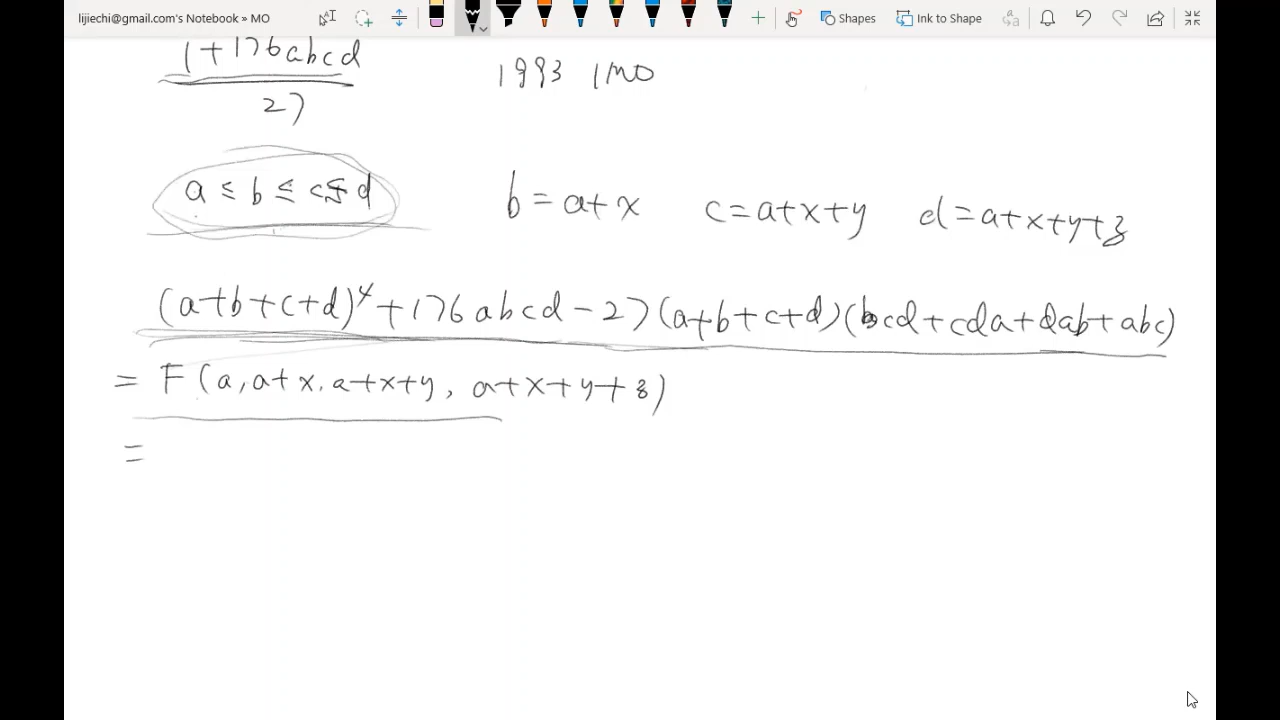 lijiechi@gmail.com's Notebook » MO
Shapes
Ink to Shape
1+176abcd
27
1993 IMO
a ≤ b ≤ c ≤ d
b = a+x
c = a+x+y
d = a+x+y+z
(a+b+c+d)⁴+176abcd-27(a+b+c+d)(bcd+cda+dab+abc)
= F(a, a+x, a+x+y, a+x+y+z)
=